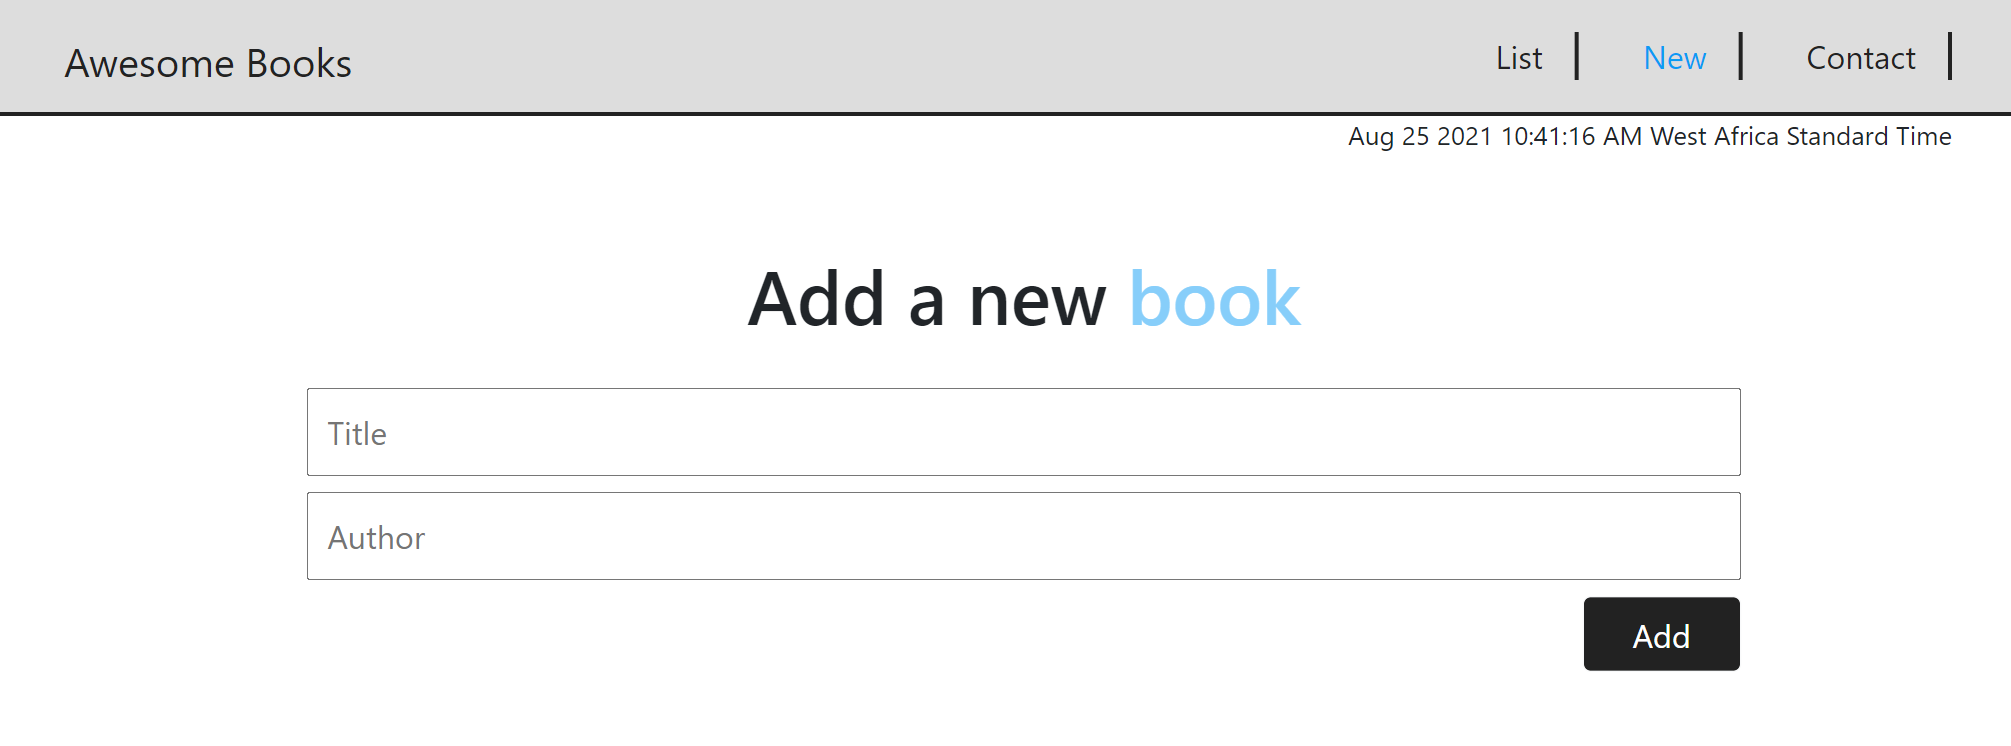 Awesome Books
List
New
Contact
Aug 25 2021 10:41:16 AM West Africa Standard Time
Add a new book
Title
Author
Add